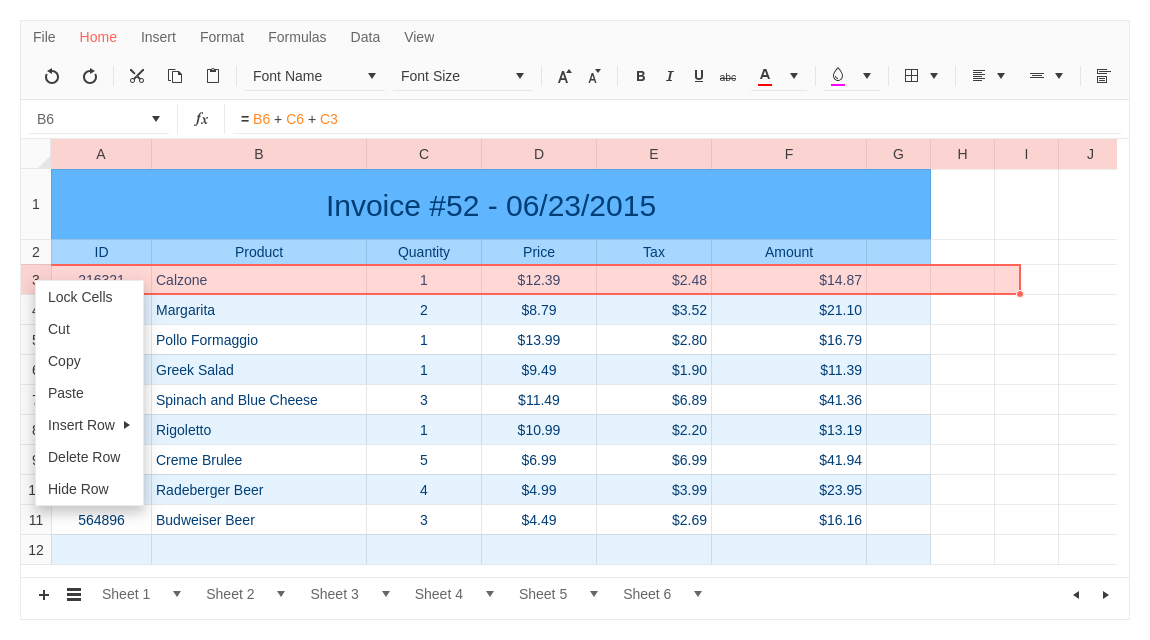 File Home Insert Format Formulas Data View
Font Name Font Size A A B I U abc A
B6 fx = B6 + C6 + C3
A B C D E F G H I J
1 Invoice #52 - 06/23/2015
2 ID Product Quantity Price Tax Amount
3 216321 Calzone 1 $12.39 $2.48 $14.87
Lock Cells
4 Margarita 2 $8.79 $3.52 $21.10
Cut
5 Pollo Formaggio 1 $13.99 $2.80 $16.79
Copy
6 Greek Salad 1 $9.49 $1.90 $11.39
Paste
7 Spinach and Blue Cheese 3 $11.49 $6.89 $41.36
Insert Row
8 Rigoletto 1 $10.99 $2.20 $13.19
Delete Row
9 Creme Brulee 5 $6.99 $6.99 $41.94
Hide Row
Radeberger Beer 4 $4.99 $3.99 $23.95
11 564896 Budweiser Beer 3 $4.49 $2.69 $16.16
12
Sheet 1 Sheet 2 Sheet 3 Sheet 4 Sheet 5 Sheet 6